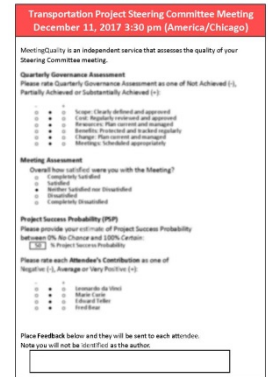 Transportation Project Steering Committee Meeting
December 11, 2017 3:30 pm (America/Chicago)
MeetingQuality is an independent service that assesses the quality of your
Steering Committee meeting.
Quarterly Governance Assessment
Please rate Quarterly Governance Assessment as one of Not Achieved (-),
Partially Achieved or Substantially Achieved (+):
- +
Scope: Clearly defined and approved
Cost: Regularly reviewed and approved
Resources: Plan current and managed
Benefits: Protected and tracked regularly
Change: Plan current and managed
Meetings: Scheduled appropriately
Meeting Assessment
Overall how satisfied were you with the Meeting?
Completely Satisfied
Satisfied
Neither Satisfied nor Dissatisfied
Dissatisfied
Completely Dissatisfied
Project Success Probability (PSP)
Please provide your estimate of Project Success Probability
between 0% No Chance and 100% Certain:
50 % Project Success Probability
Please rate each Attendee's Contribution as one of
Negative (-), Average or Very Positive (+):
- +
Leonardo da Vinci
Marie Curie
Edward Teller
Fred Bear
Place Feedback below and they will be sent to each attendee.
Note you will not be identified as the author.